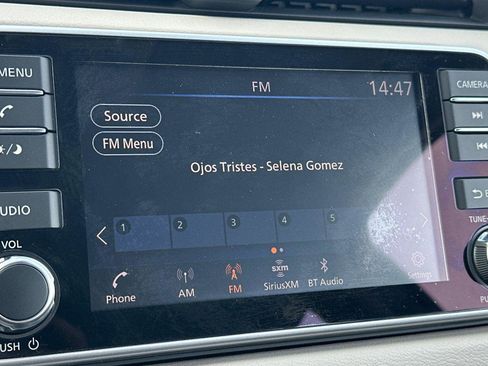 MENU
FM
14:47
CAMERA
Source
FM Menu
Ojos Tristes - Selena Gomez
AUDIO
VOL
1 2 3 4 5
TUNE
Phone
AM
FM
sxm
SiriusXM
BT Audio
Settings
PUSH